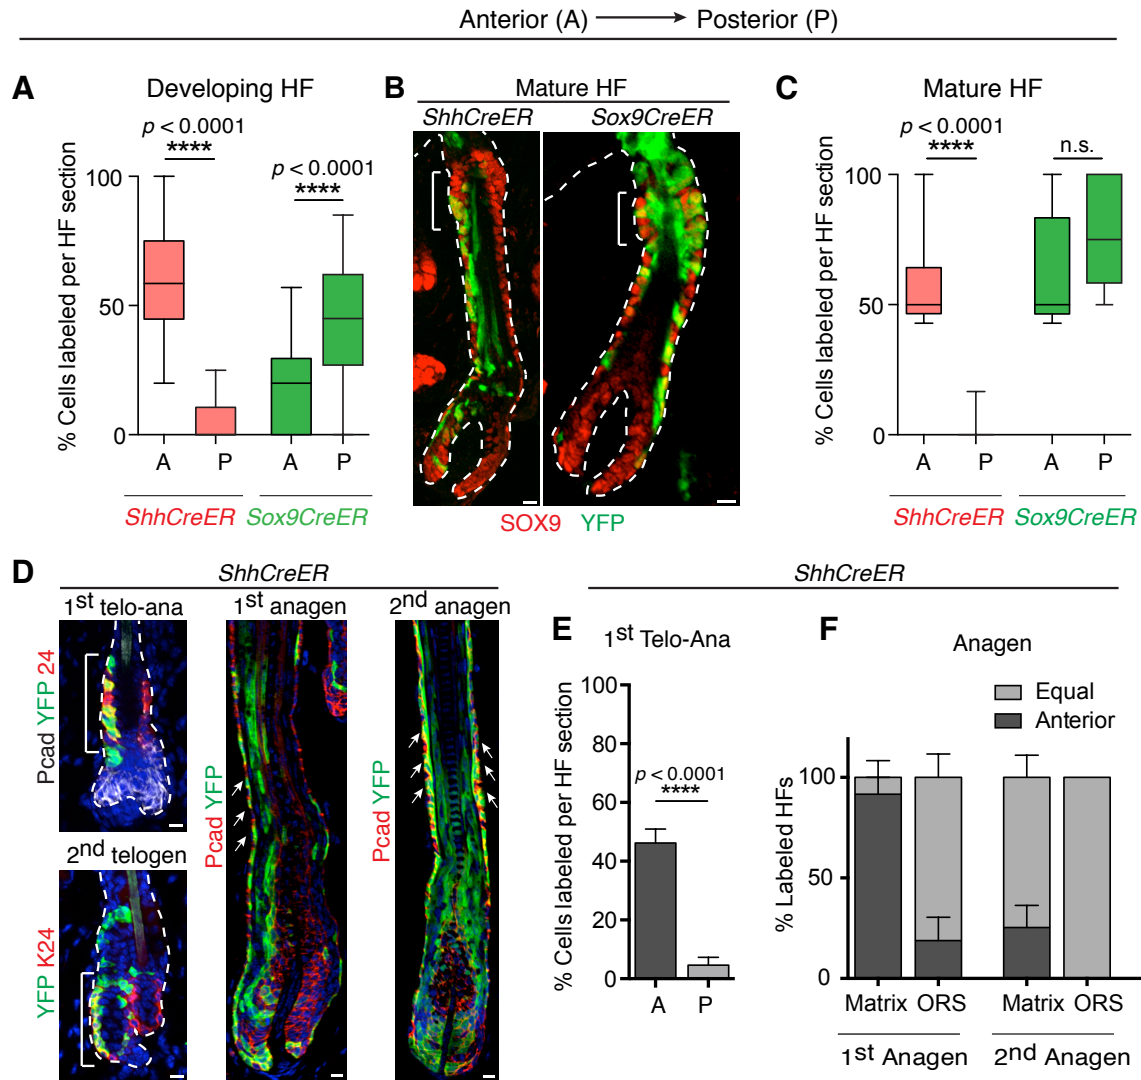 Anterior (A) Posterior (P)
A Developing HF
p < 0.0001
****
p < 0.0001
****
% Cells labeled per HF section
100
50
0
A P A P
ShhCreER Sox9CreER
B Mature HF
ShhCreER Sox9CreER
SOX9 YFP
C Mature HF
p < 0.0001
**** n.s.
% Cells labeled per HF section
100
50
0
A P A P
ShhCreER Sox9CreER
D ShhCreER
1st telo-ana
Pcad YFP 24
2nd telogen
YFP K24
1st anagen
Pcad YFP
2nd anagen
Pcad YFP
ShhCreER
E 1st Telo-Ana
% Cells labeled per HF section
100
80
60
40
20
0
p < 0.0001
****
A P
F Anagen
Equal
Anterior
% Labeled HFs
100
50
0
Matrix ORS Matrix ORS
1st Anagen 2nd Anagen